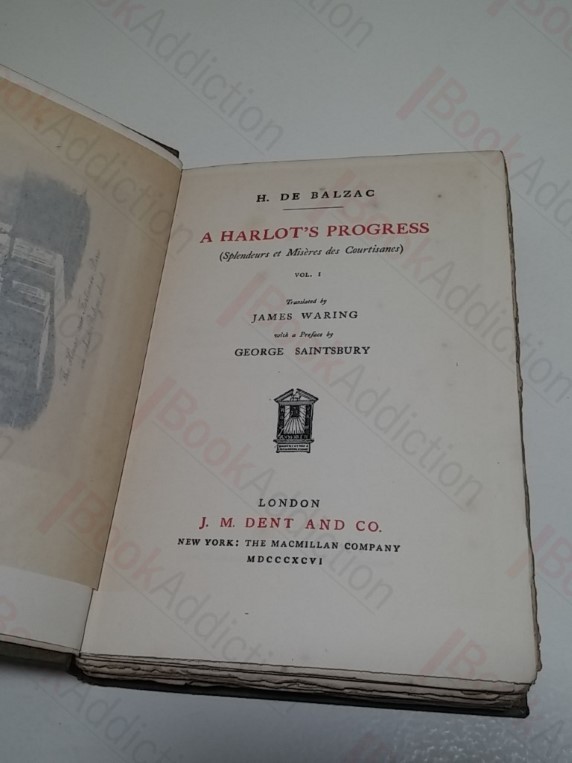 H. DE BALZAC
A HARLOT'S PROGRESS
(Splendeurs et Misères des Courtisanes)
VOL. I
Translated by
JAMES WARING
with a Preface by
GEORGE SAINTSBURY
LONDON
J. M. DENT AND CO.
NEW YORK: THE MACMILLAN COMPANY
MDCCCXCVI
BookAddiction